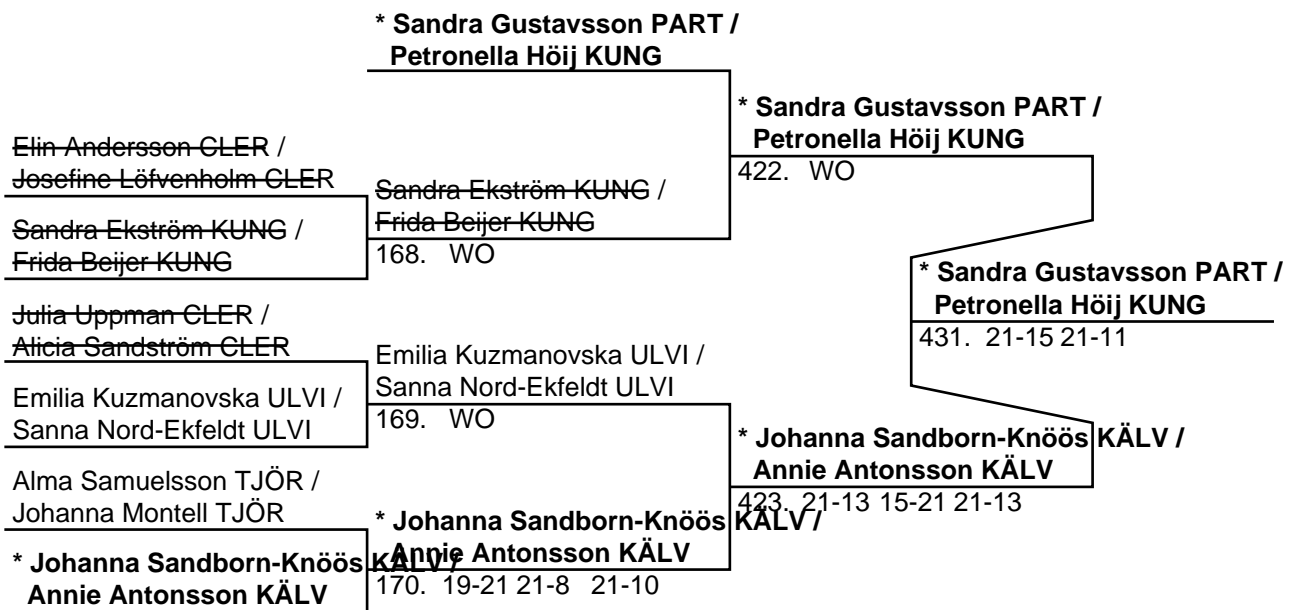 * Sandra Gustavsson PART /
Petronella Höij KUNG
* Sandra Gustavsson PART /
Petronella Höij KUNG
422. WO
Elin Andersson CLER /
Josefine Löfvenholm CLER
Sandra Ekström KUNG /
Frida Beijer KUNG
168. WO
Sandra Ekström KUNG /
Frida Beijer KUNG
* Sandra Gustavsson PART /
Petronella Höij KUNG
431. 21-15 21-11
Julia Uppman CLER /
Alicia Sandström CLER
Emilia Kuzmanovska ULVI /
Sanna Nord-Ekfeldt ULVI
169. WO
Emilia Kuzmanovska ULVI /
Sanna Nord-Ekfeldt ULVI
* Johanna Sandborn-Knöös KÄLV /
Annie Antonsson KÄLV
423. 21-13 15-21 21-13
Alma Samuelsson TJÖR /
Johanna Montell TJÖR
* Johanna Sandborn-Knöös KÄLV /
Annie Antonsson KÄLV
170. 19-21 21-8 21-10
* Johanna Sandborn-Knöös KÄLV /
Annie Antonsson KÄLV